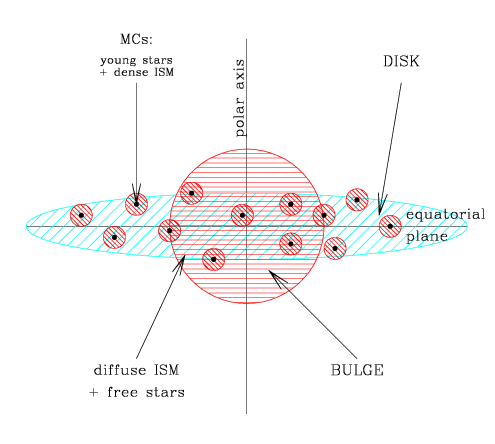 MCs:
young stars
+ dense ISM
polar axis
DISK
equatorial
plane
diffuse ISM
+ free stars
BULGE